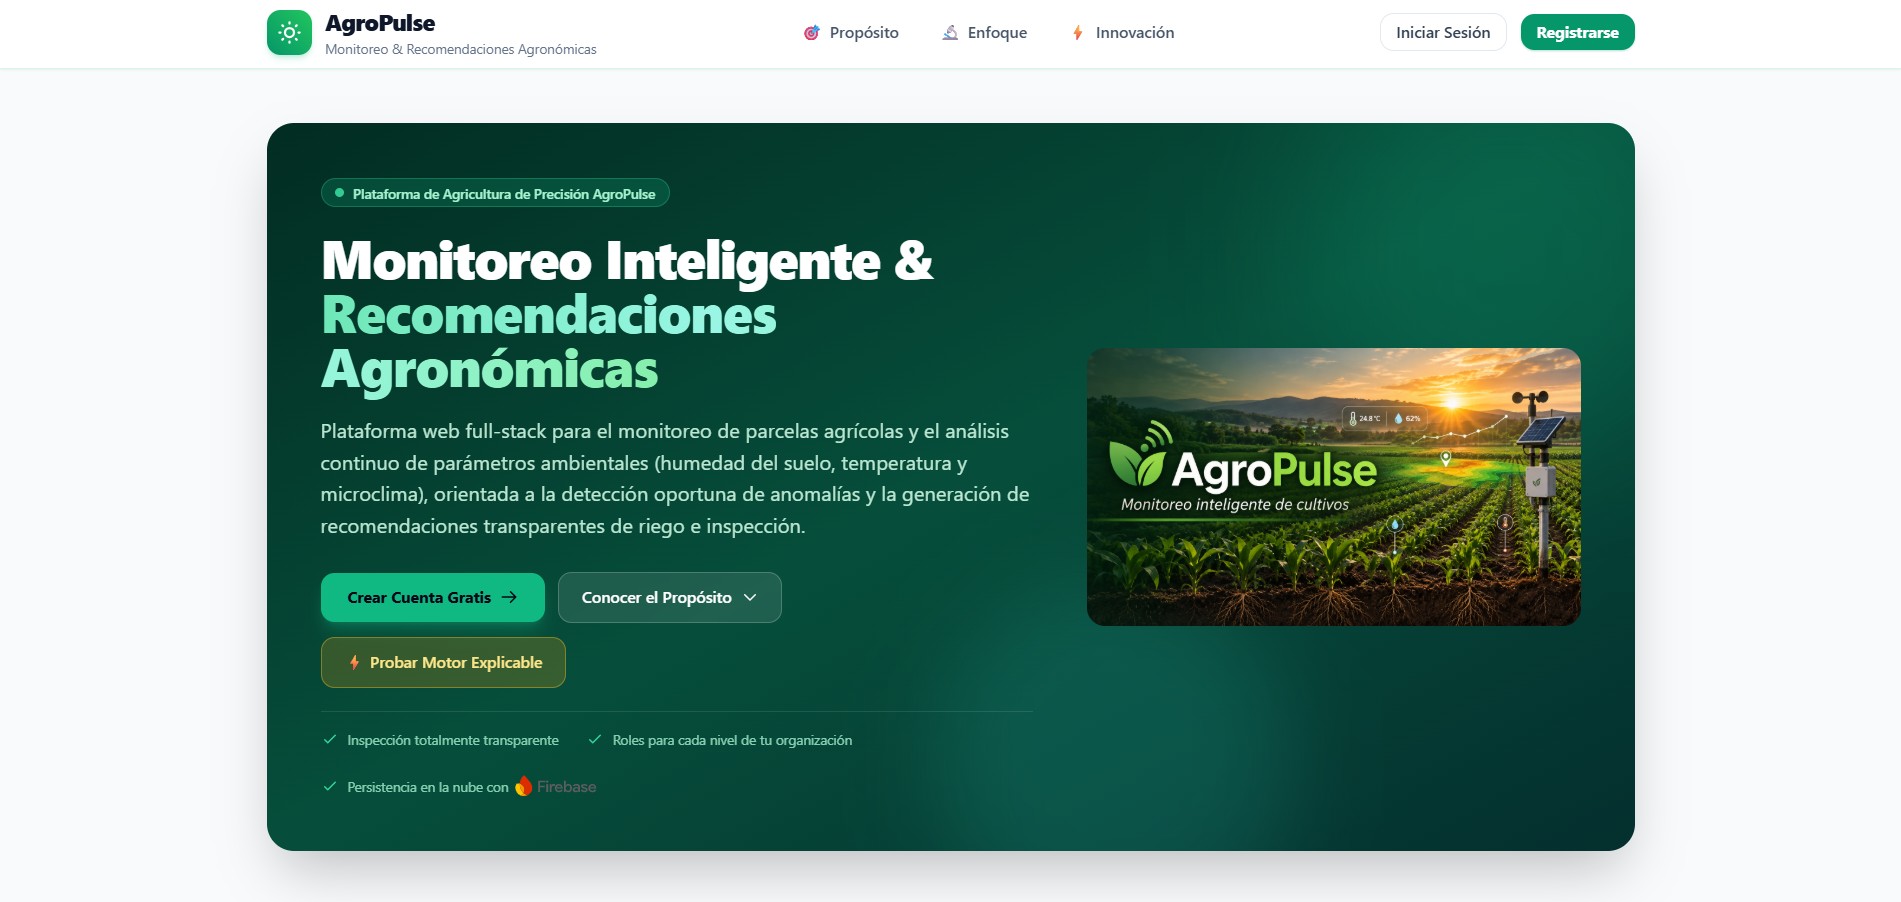 AgroPulse
Monitoreo & Recomendaciones Agronómicas
Propósito
Enfoque
Innovación
Iniciar Sesión
Registrarse
Plataforma de Agricultura de Precisión AgroPulse
Monitoreo Inteligente &
Recomendaciones
Agronómicas
Plataforma web full-stack para el monitoreo de parcelas agrícolas y el análisis
continuo de parámetros ambientales (humedad del suelo, temperatura y
microclima), orientada a la detección oportuna de anomalías y la generación de
recomendaciones transparentes de riego e inspección.
Crear Cuenta Gratis
Conocer el Propósito
Probar Motor Explicable
Inspección totalmente transparente
Roles para cada nivel de tu organización
Persistencia en la nube con Firebase
24.8°C
62%
AgroPulse
Monitoreo inteligente de cultivos